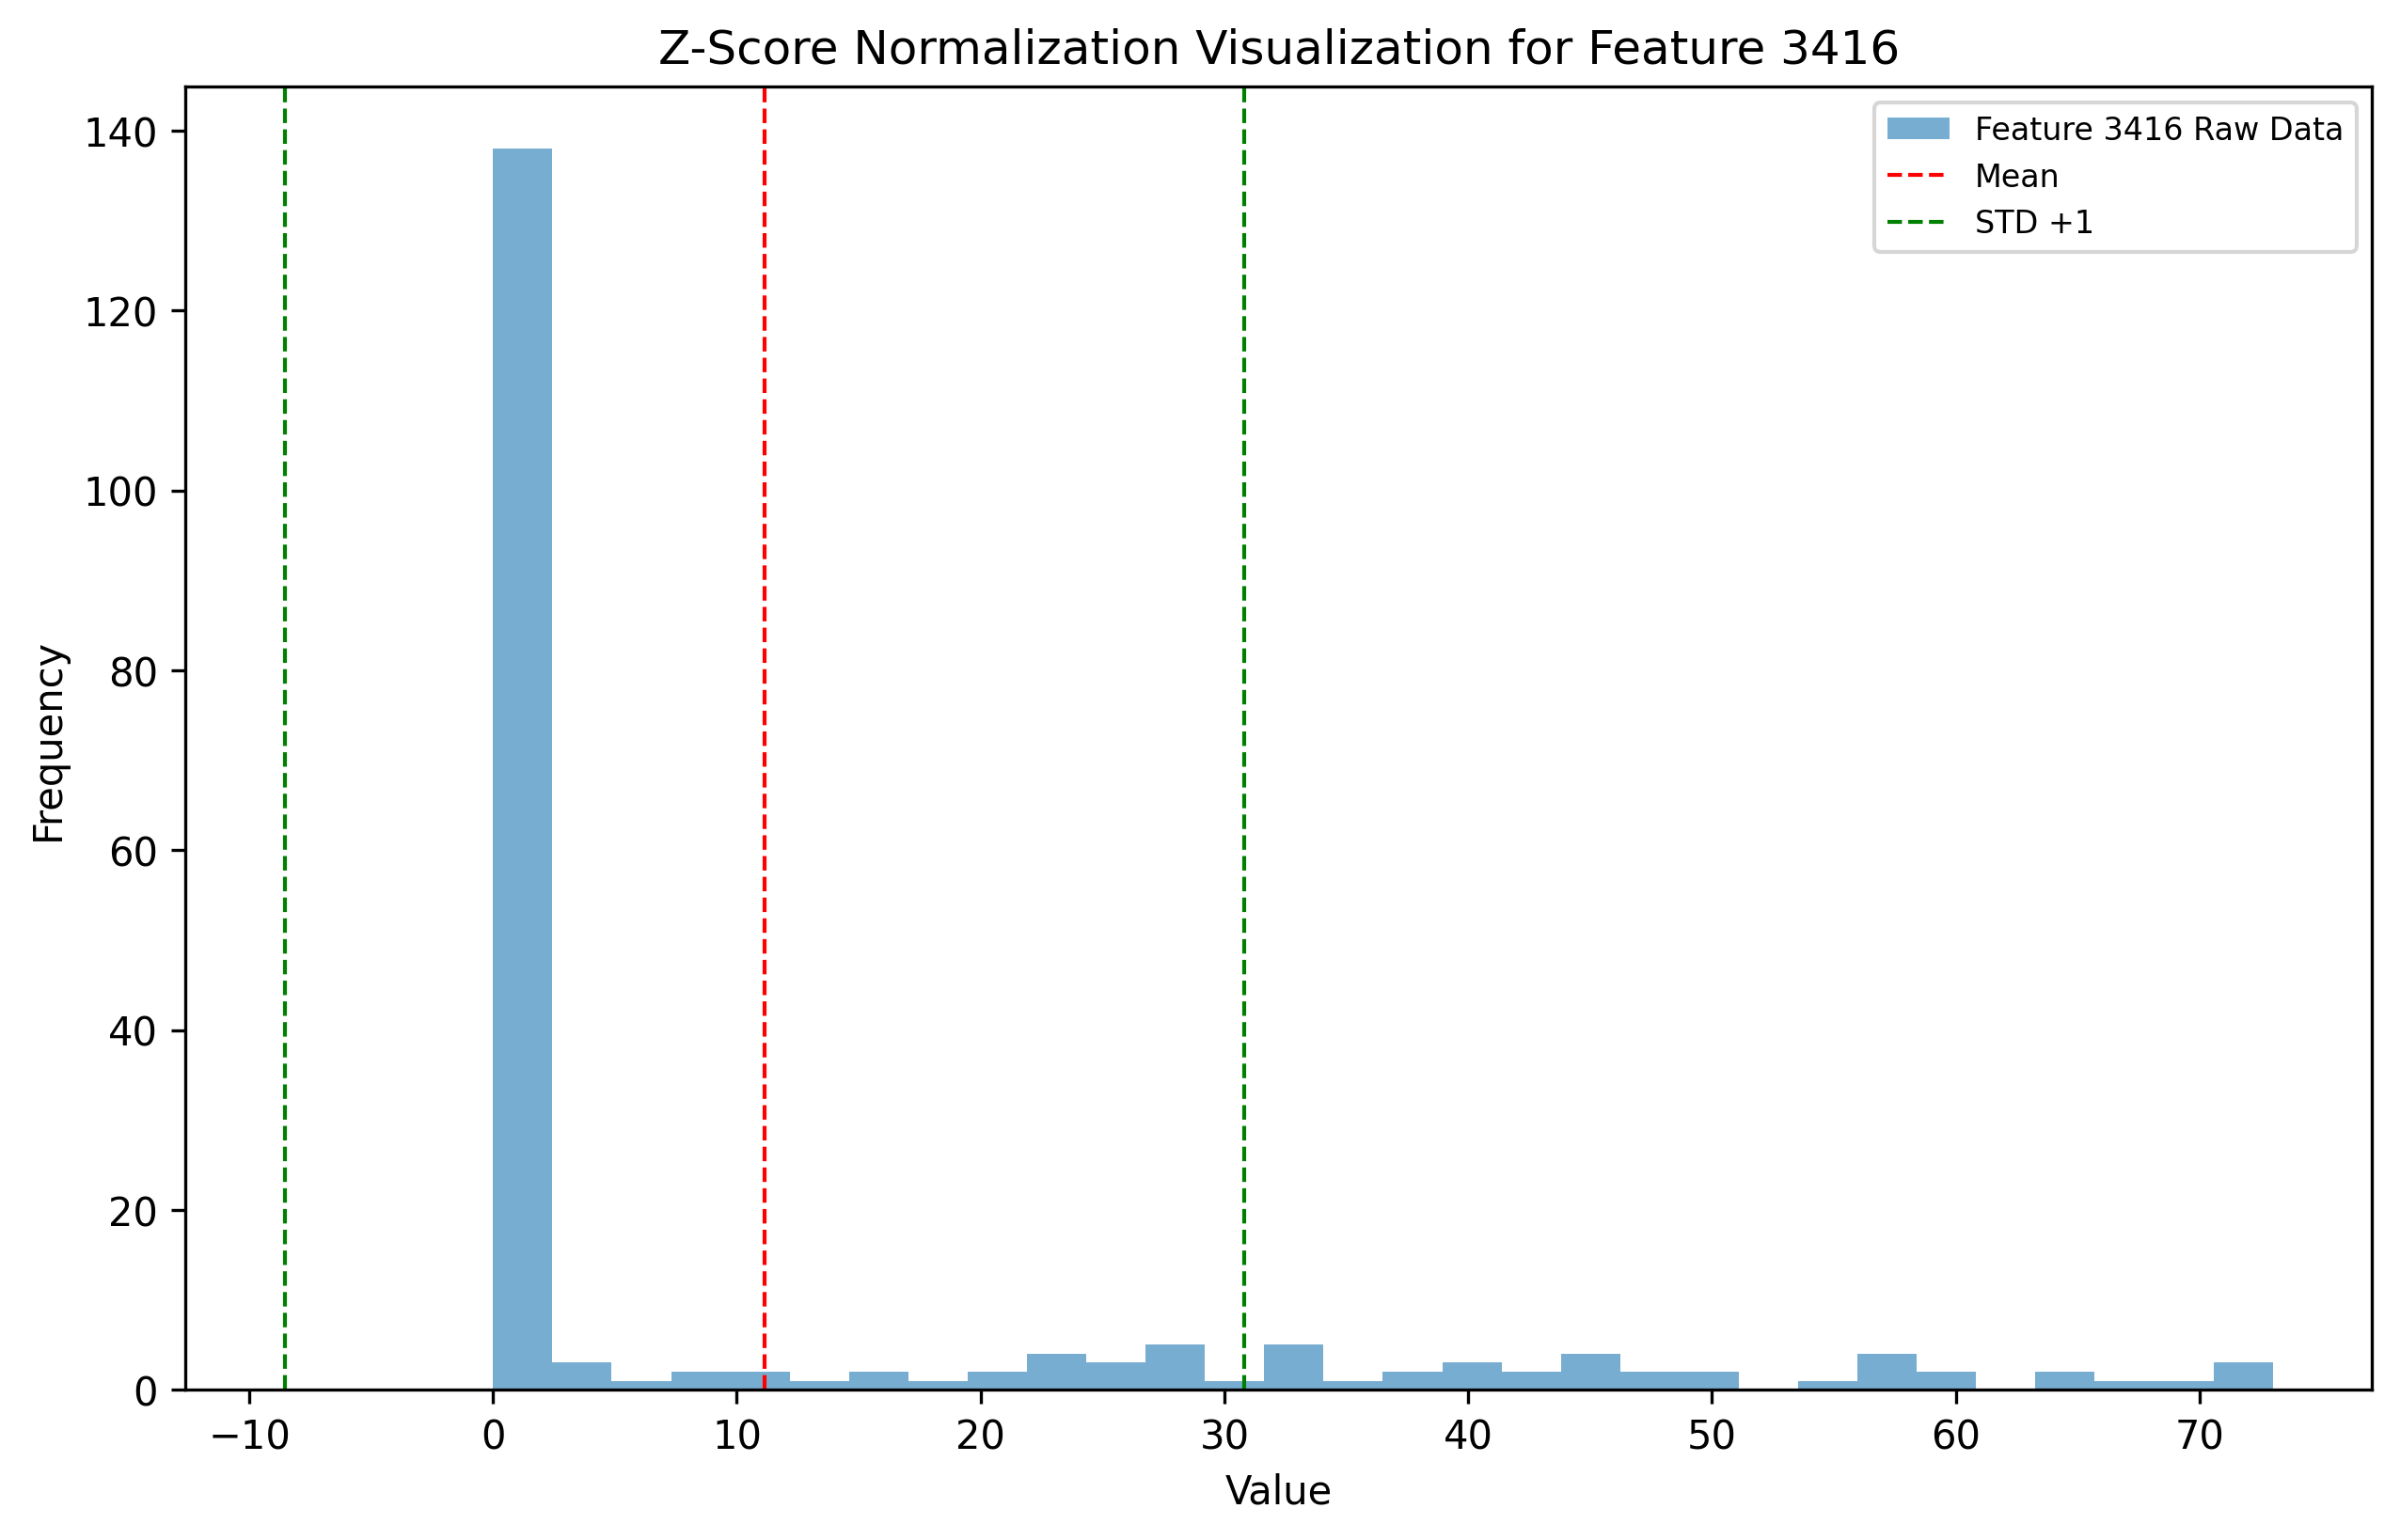 Z-Score Normalization Visualization for Feature 3416
Feature 3416 Raw Data
Mean
STD +1
140
120
100
80
60
40
20
0
Frequency
−10 0 10 20 30 40 50 60 70
Value